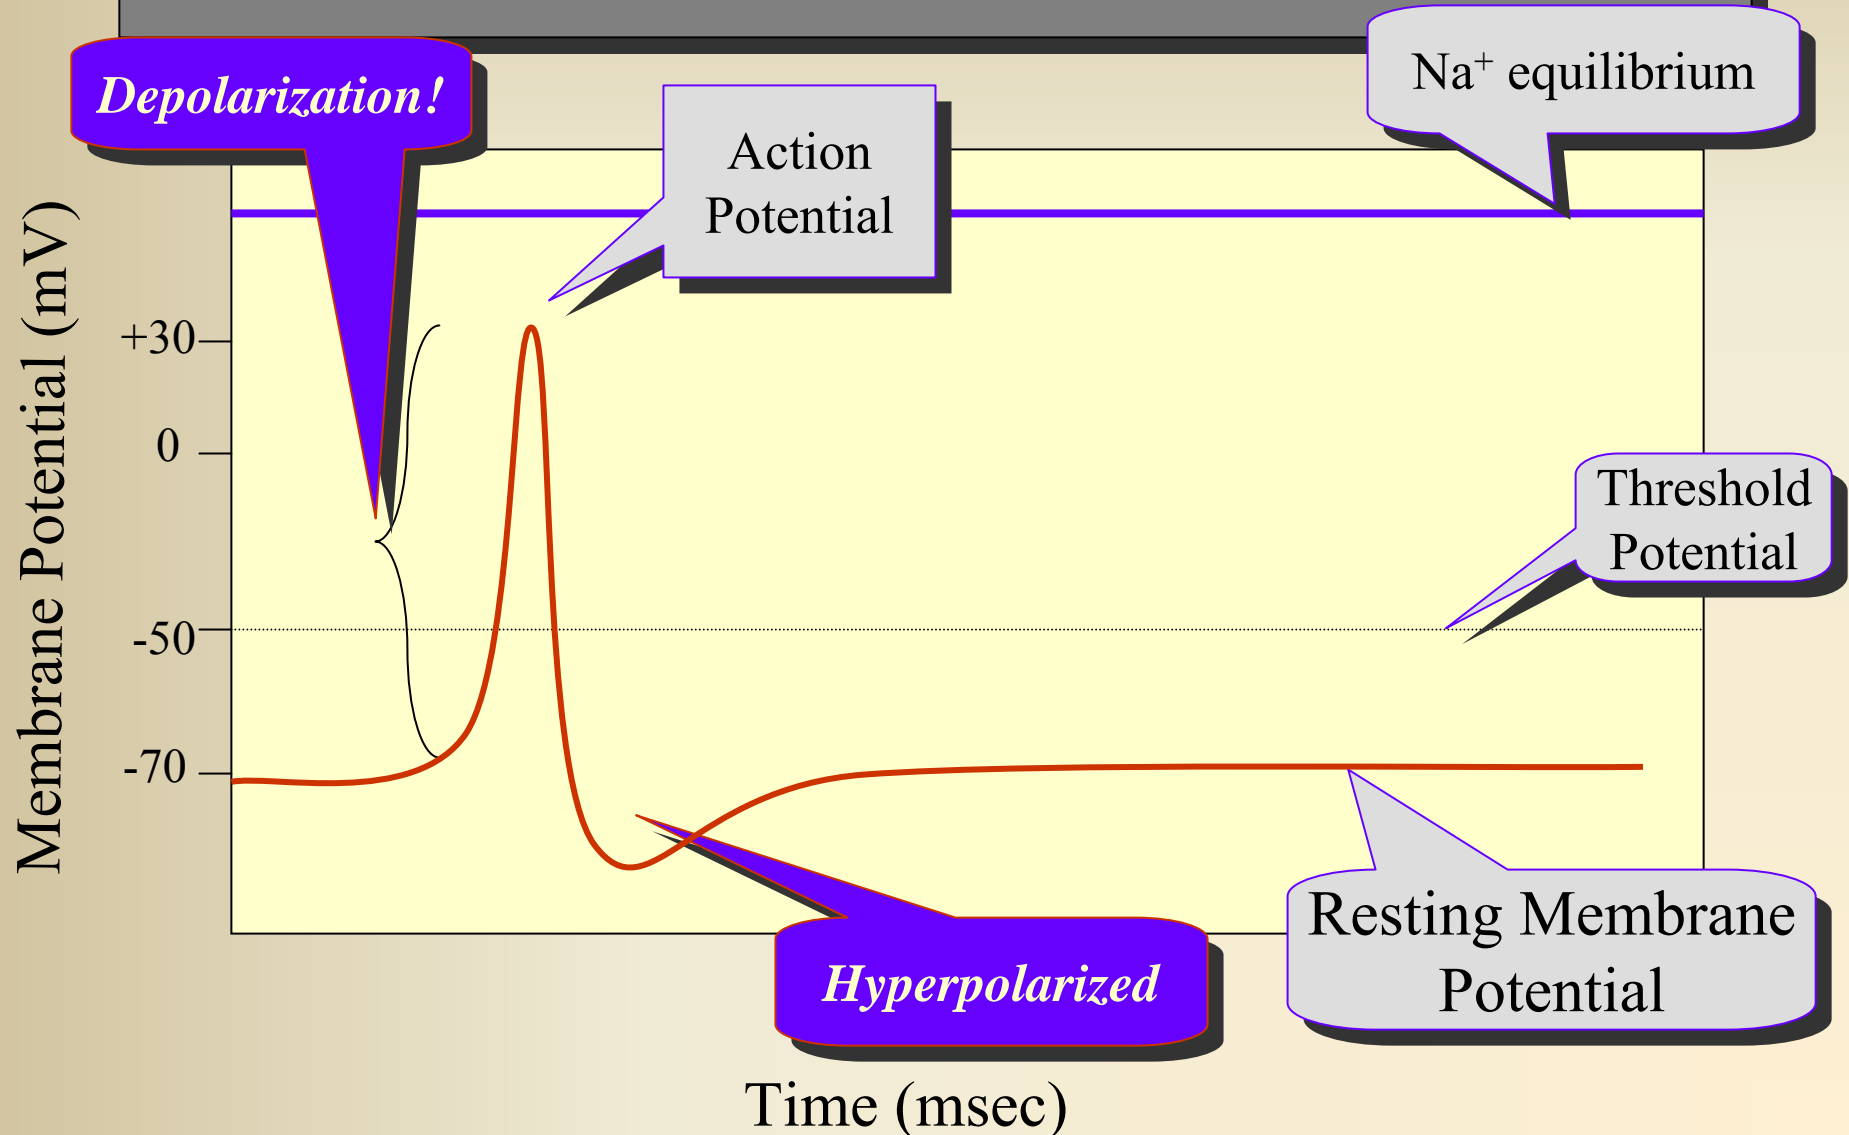 Depolarization!
Na⁺ equilibrium
Action
Potential
Membrane Potential (mV)
+30
0
-50
-70
Threshold
Potential
Hyperpolarized
Resting Membrane
Potential
Time (msec)